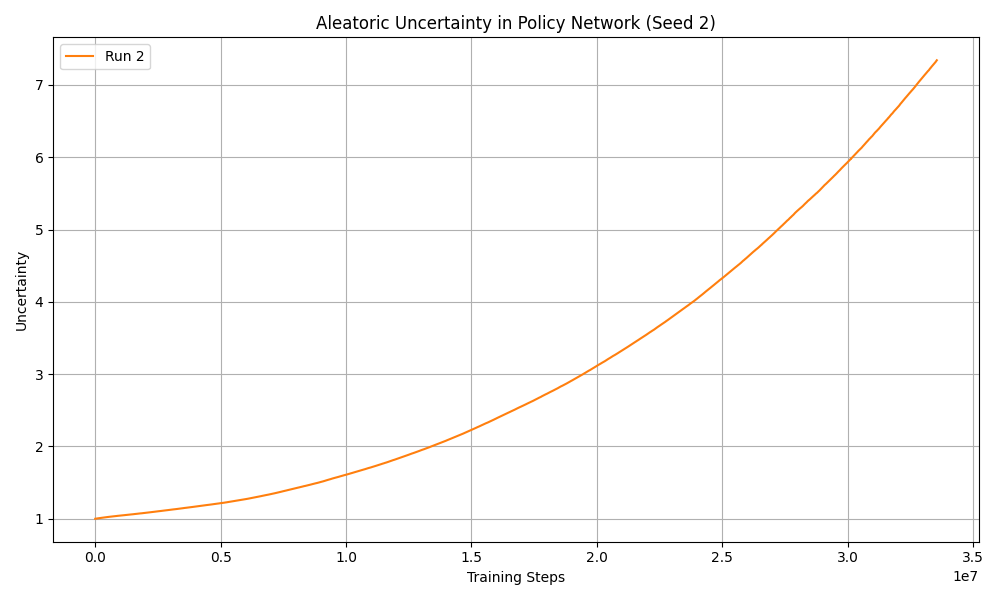 Aleatoric Uncertainty in Policy Network (Seed 2)
Run 2
Uncertainty
7
6
5
4
3
2
1
0.0 0.5 1.0 1.5 2.0 2.5 3.0 3.5
1e7
Training Steps